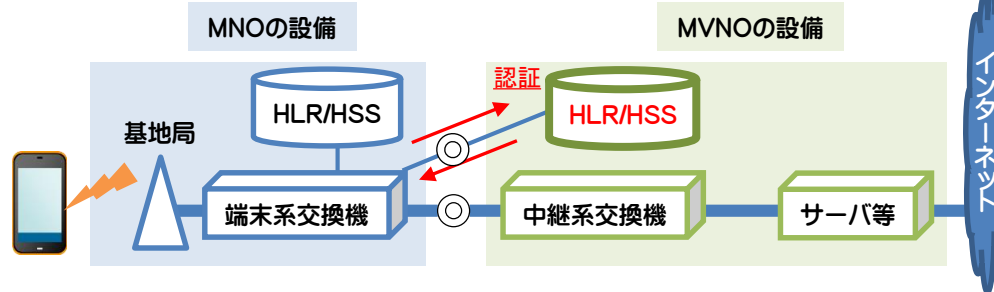 MNOの設備
MVNOの設備
認証
HLR/HSS
HLR/HSS
基地局
端末系交換機
中継系交換機
サーバ等
インターネット